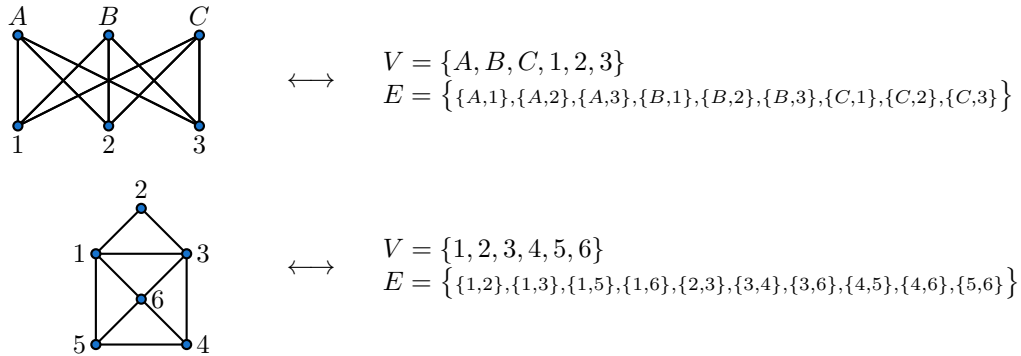 A B C
1 2 3
⟷
V = {A, B, C, 1, 2, 3}
E = {{A,1},{A,2},{A,3},{B,1},{B,2},{B,3},{C,1},{C,2},{C,3}}
2
1 3
6
5 4
⟷
V = {1, 2, 3, 4, 5, 6}
E = {{1,2},{1,3},{1,5},{1,6},{2,3},{3,4},{3,6},{4,5},{4,6},{5,6}}